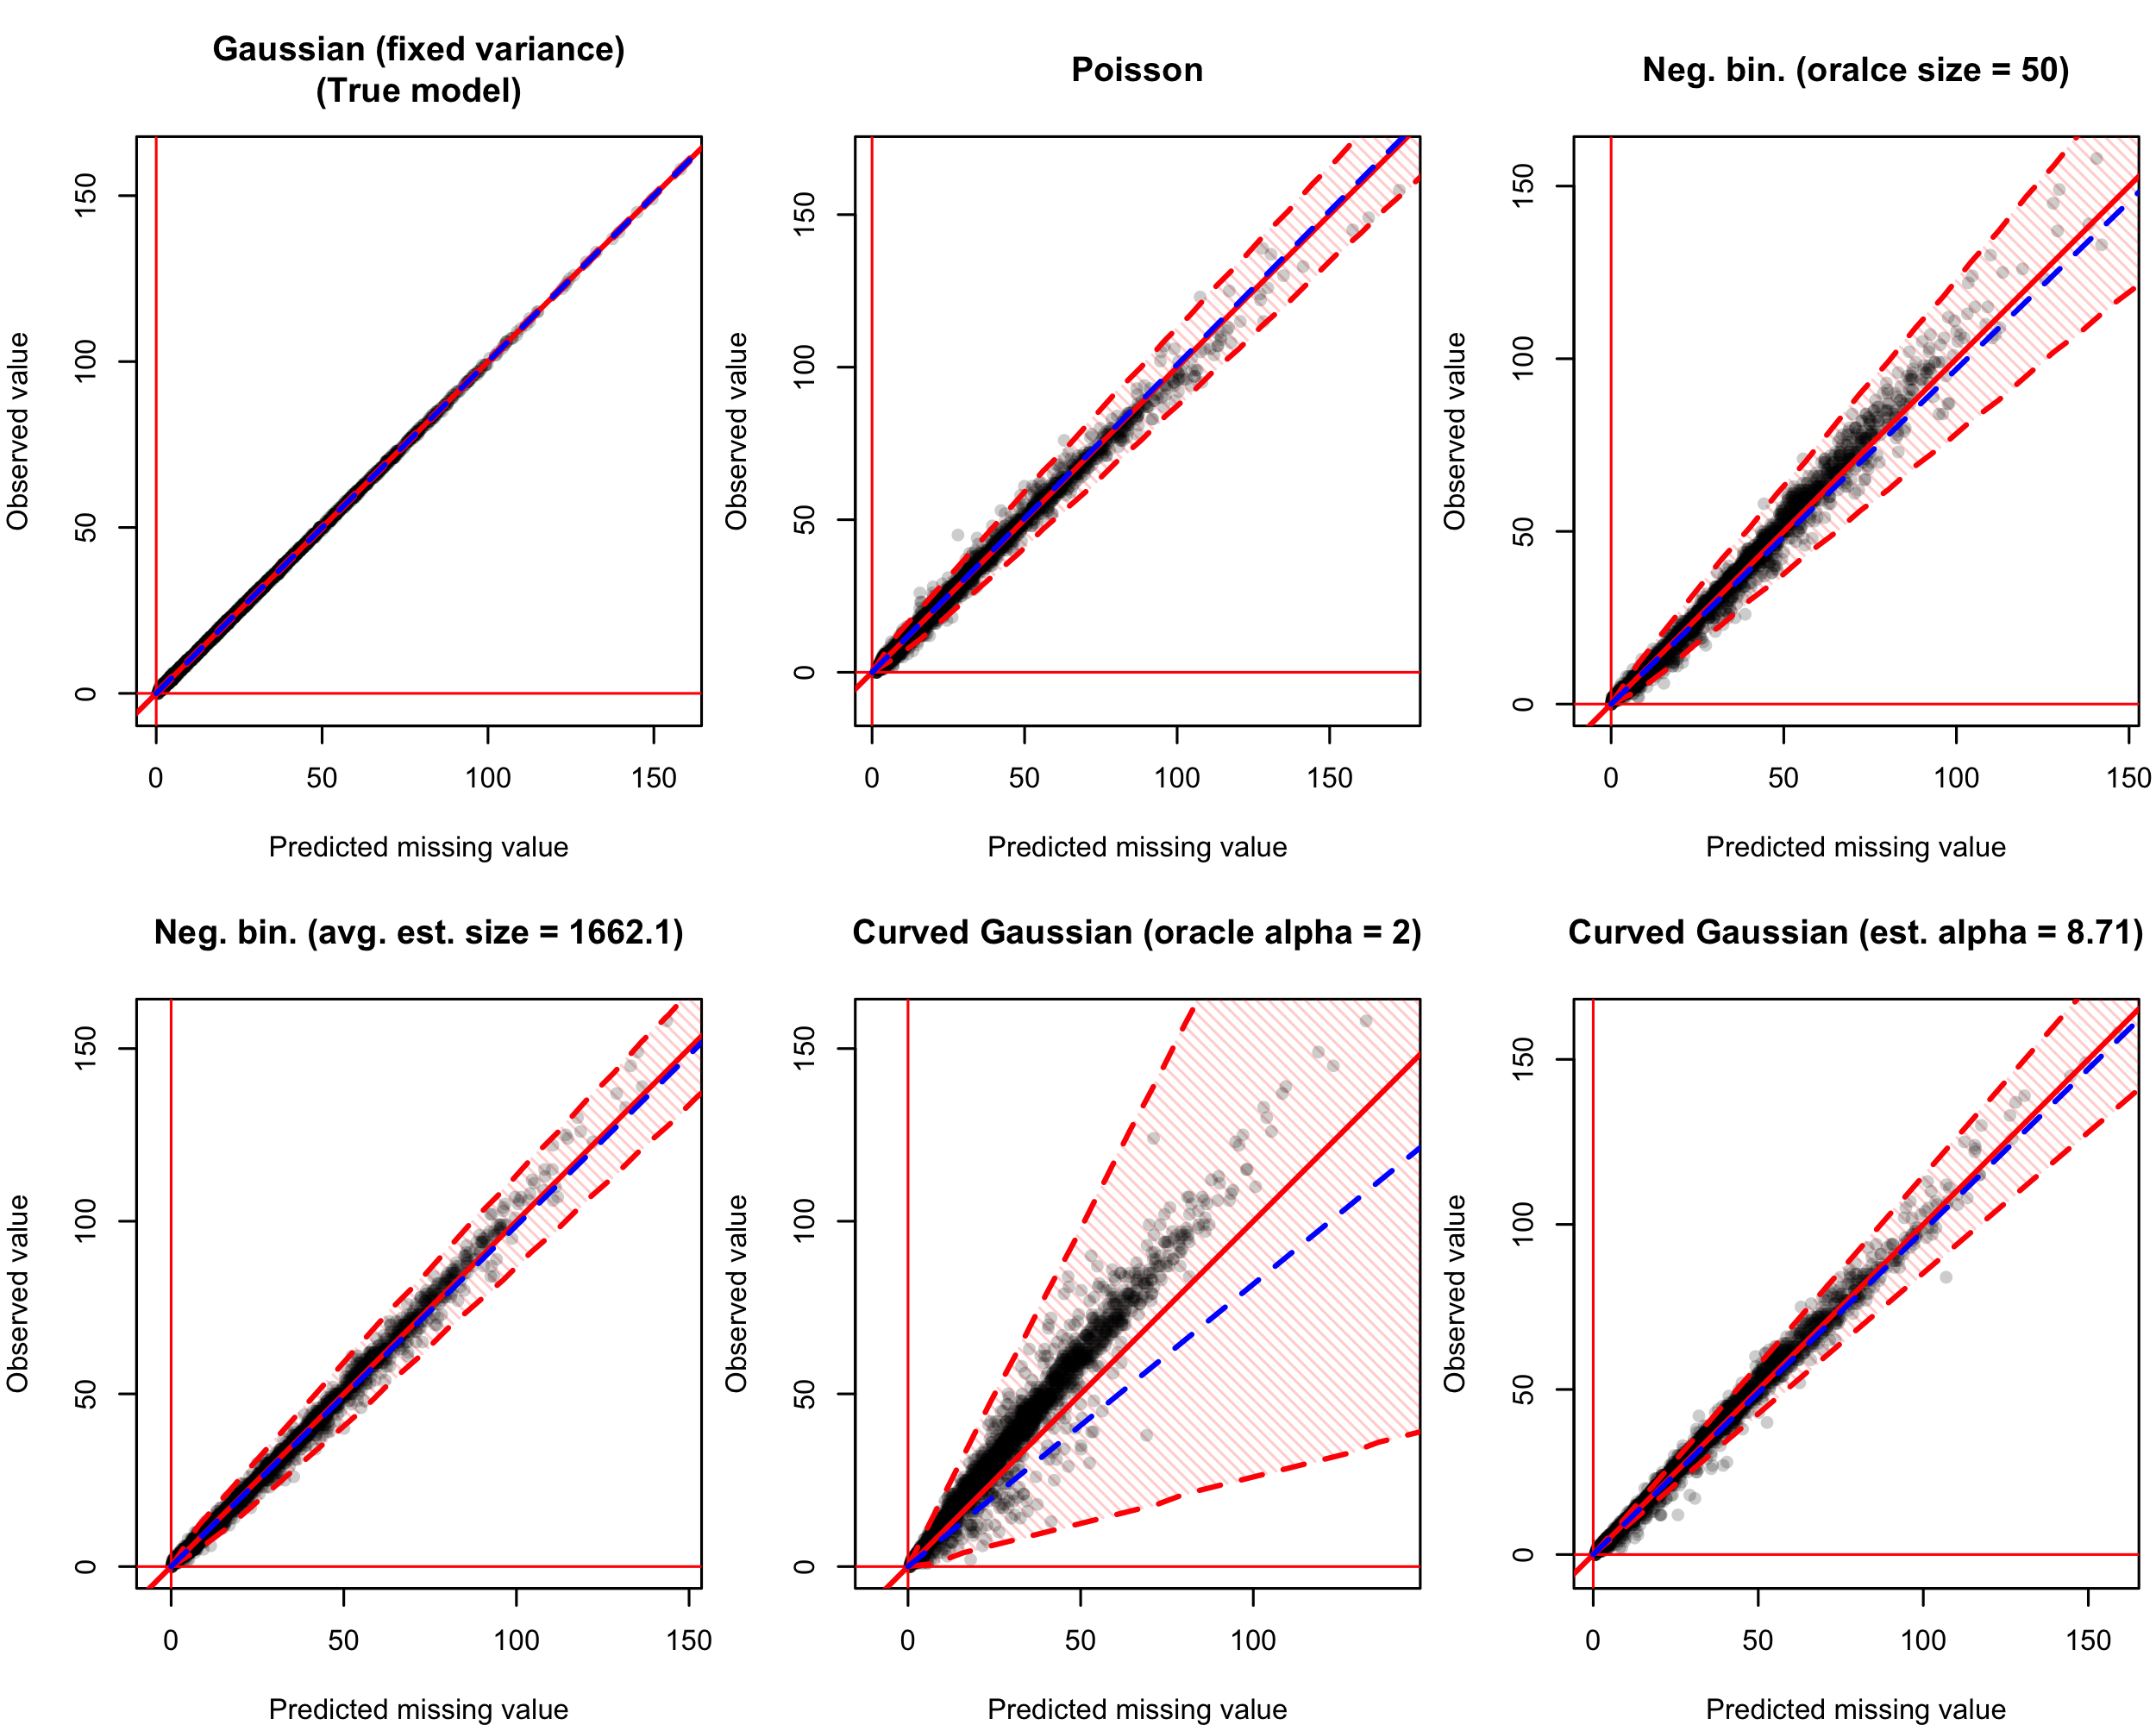 Gaussian (fixed variance)
(True model)
Observed value
150
100
50
0
0 50 100 150
Predicted missing value
Poisson
Observed value
150
100
50
0
0 50 100 150
Predicted missing value
Neg. bin. (oralce size = 50)
Observed value
150
100
50
0
0 50 100 150
Predicted missing value
Neg. bin. (avg. est. size = 1662.1)
Observed value
150
100
50
0
0 50 100 150
Predicted missing value
Curved Gaussian (oracle alpha = 2)
Observed value
150
100
50
0
0 50 100
Predicted missing value
Curved Gaussian (est. alpha = 8.71)
Observed value
150
100
50
0
0 50 100 150
Predicted missing value